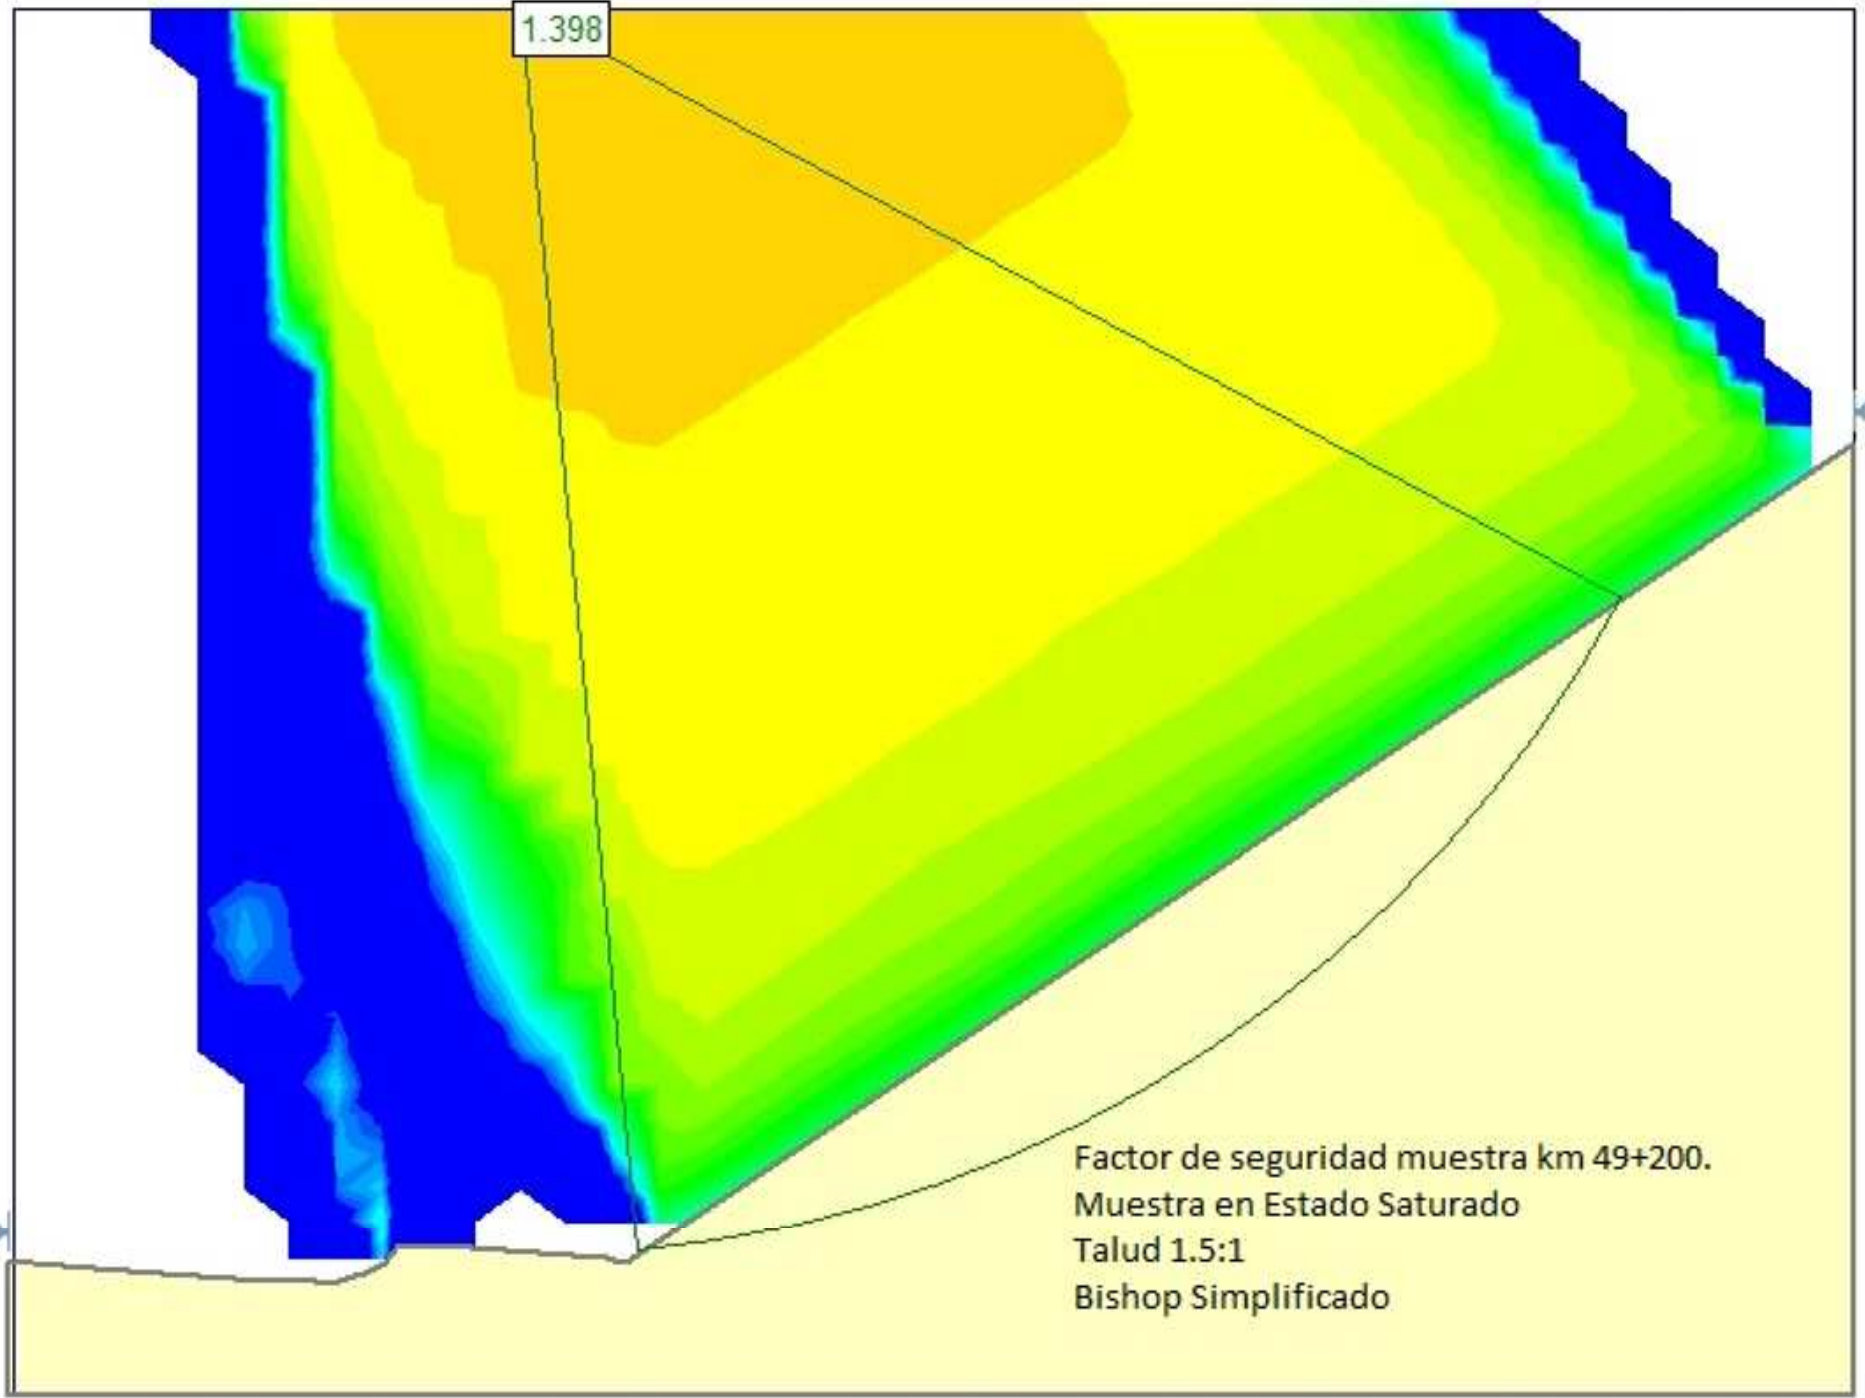 1.398
Factor de seguridad muestra km 49+200.
Muestra en Estado Saturado
Talud 1.5:1
Bishop Simplificado